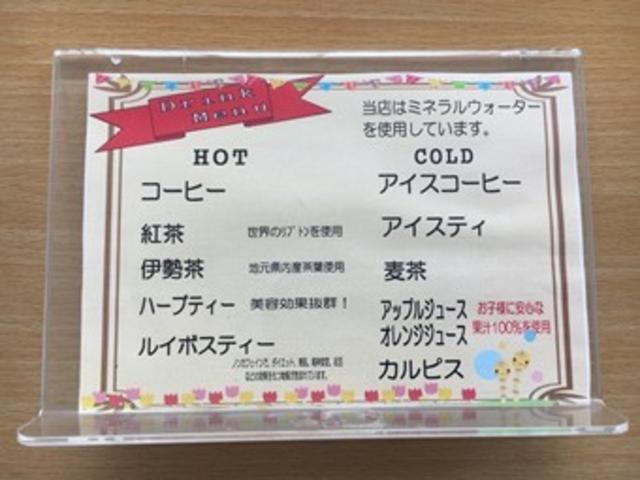 Drink
Menu
当店はミネラルウォーター
を使用しています。
HOT
コーヒー
紅茶 世界のリプトンを使用
伊勢茶 地元県内産茶葉使用
ハーブティー 美容効果抜群!
ルイボスティー
COLD
アイスコーヒー
アイスティ
麦茶
アップルジュース
オレンジジュース
お子様に安心な
果汁100%を使用
カルピス